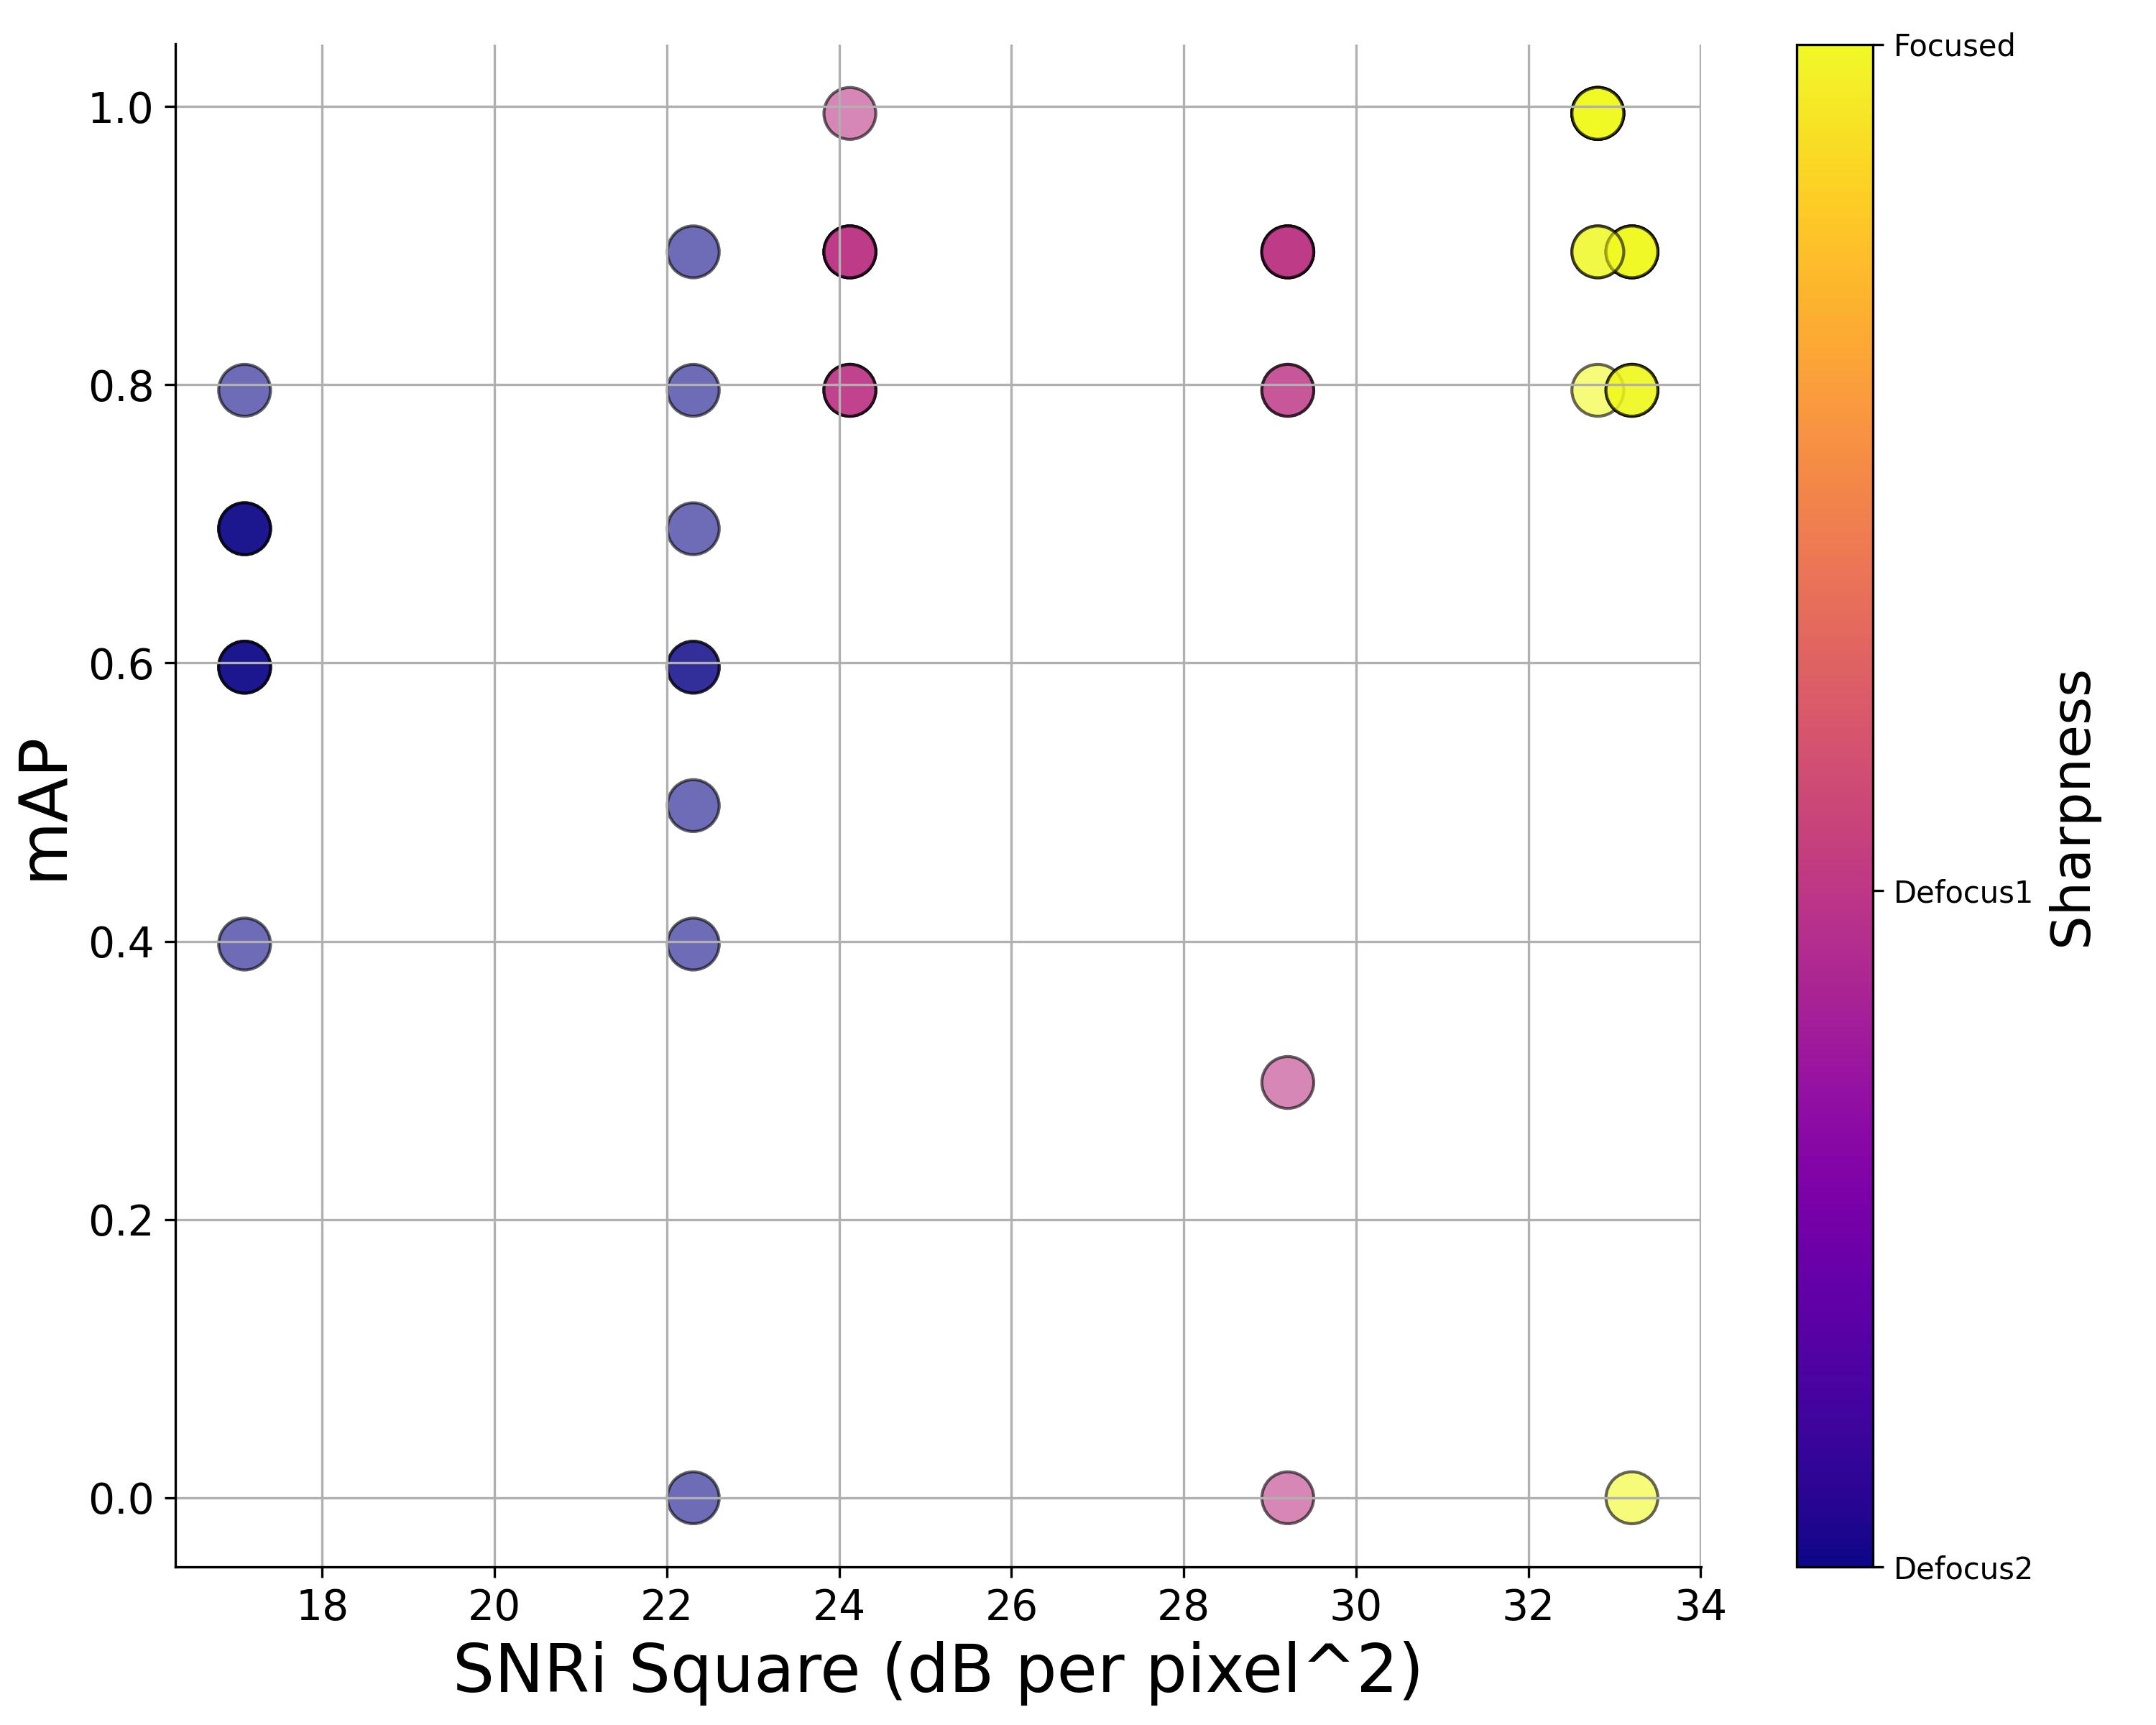 1.0
0.8
0.6
0.4
0.2
0.0
mAP
18 20 22 24 26 28 30 32 34
SNRi Square (dB per pixel^2)
Focused
Defocus1
Defocus2
Sharpness